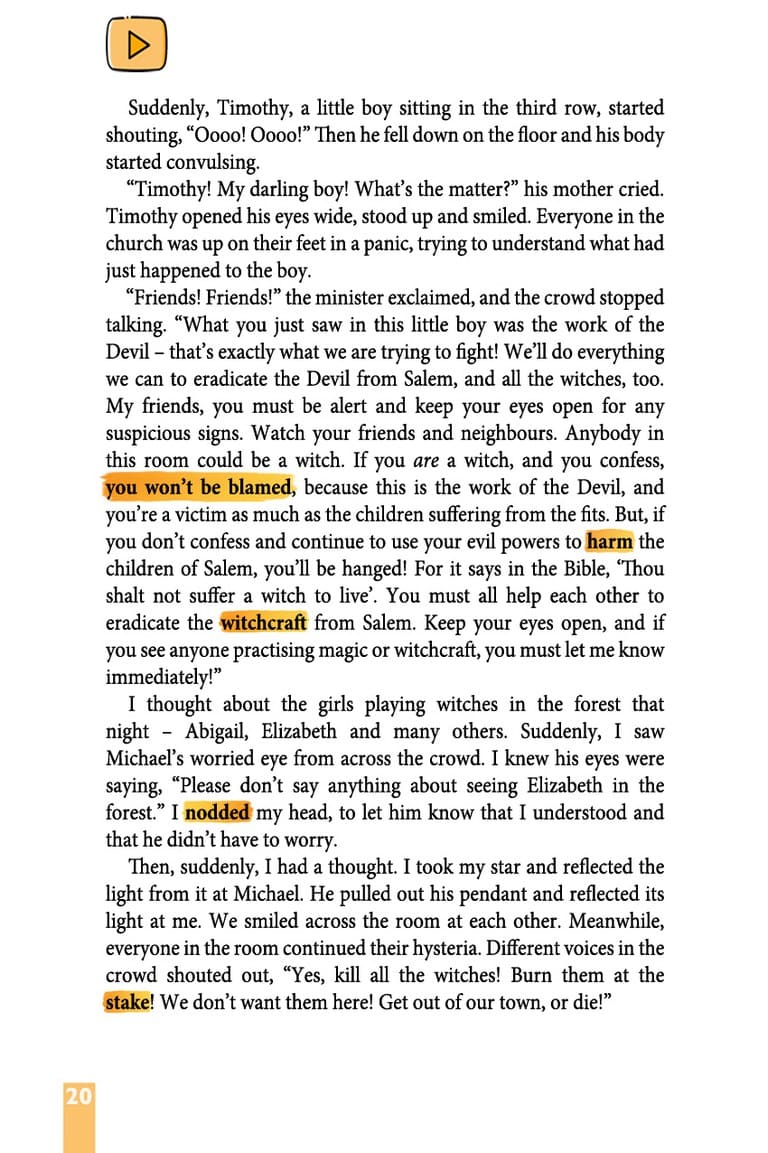 Suddenly, Timothy, a little boy sitting in the third row, started
shouting, “Oooo! Oooo!” Then he fell down on the floor and his body
started convulsing.
“Timothy! My darling boy! What’s the matter?” his mother cried.
Timothy opened his eyes wide, stood up and smiled. Everyone in the
church was up on their feet in a panic, trying to understand what had
just happened to the boy.
“Friends! Friends!” the minister exclaimed, and the crowd stopped
talking. “What you just saw in this little boy was the work of the
Devil – that’s exactly what we are trying to fight! We’ll do everything
we can to eradicate the Devil from Salem, and all the witches, too.
My friends, you must be alert and keep your eyes open for any
suspicious signs. Watch your friends and neighbours. Anybody in
this room could be a witch. If you are a witch, and you confess,
you won’t be blamed, because this is the work of the Devil, and
you’re a victim as much as the children suffering from the fits. But, if
you don’t confess and continue to use your evil powers to harm the
children of Salem, you’ll be hanged! For it says in the Bible, ‘Thou
shalt not suffer a witch to live’. You must all help each other to
eradicate the witchcraft from Salem. Keep your eyes open, and if
you see anyone practising magic or witchcraft, you must let me know
immediately!”
I thought about the girls playing witches in the forest that
night – Abigail, Elizabeth and many others. Suddenly, I saw
Michael’s worried eye from across the crowd. I knew his eyes were
saying, “Please don’t say anything about seeing Elizabeth in the
forest.” I nodded my head, to let him know that I understood and
that he didn’t have to worry.
Then, suddenly, I had a thought. I took my star and reflected the
light from it at Michael. He pulled out his pendant and reflected its
light at me. We smiled across the room at each other. Meanwhile,
everyone in the room continued their hysteria. Different voices in the
crowd shouted out, “Yes, kill all the witches! Burn them at the
stake! We don’t want them here! Get out of our town, or die!”
20